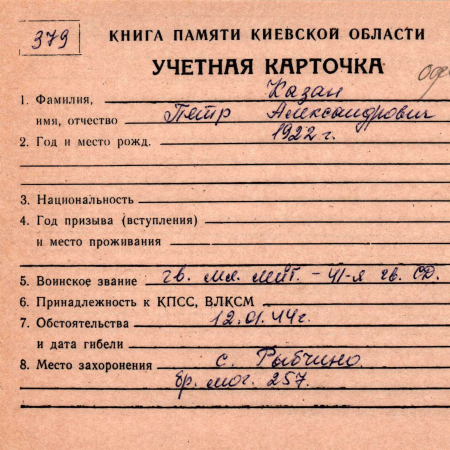 379
КНИГА ПАМЯТИ КИЕВСКОЙ ОБЛАСТИ
УЧЕТНАЯ КАРТОЧКА
1. Фамилия, Казан
имя, отчество Петр Александрович
2. Год и место рожд. 1922 г.
3. Национальность
4. Год призыва (вступления)
и место проживания
5. Воинское звание гв. мл. лейт. - 41-я гв. СД.
6. Принадлежность к КПСС, ВЛКСМ
7. Обстоятельства 12.01.44г.
и дата гибели
8. Место захоронения с. Рыбчино
бр. мог. 257.